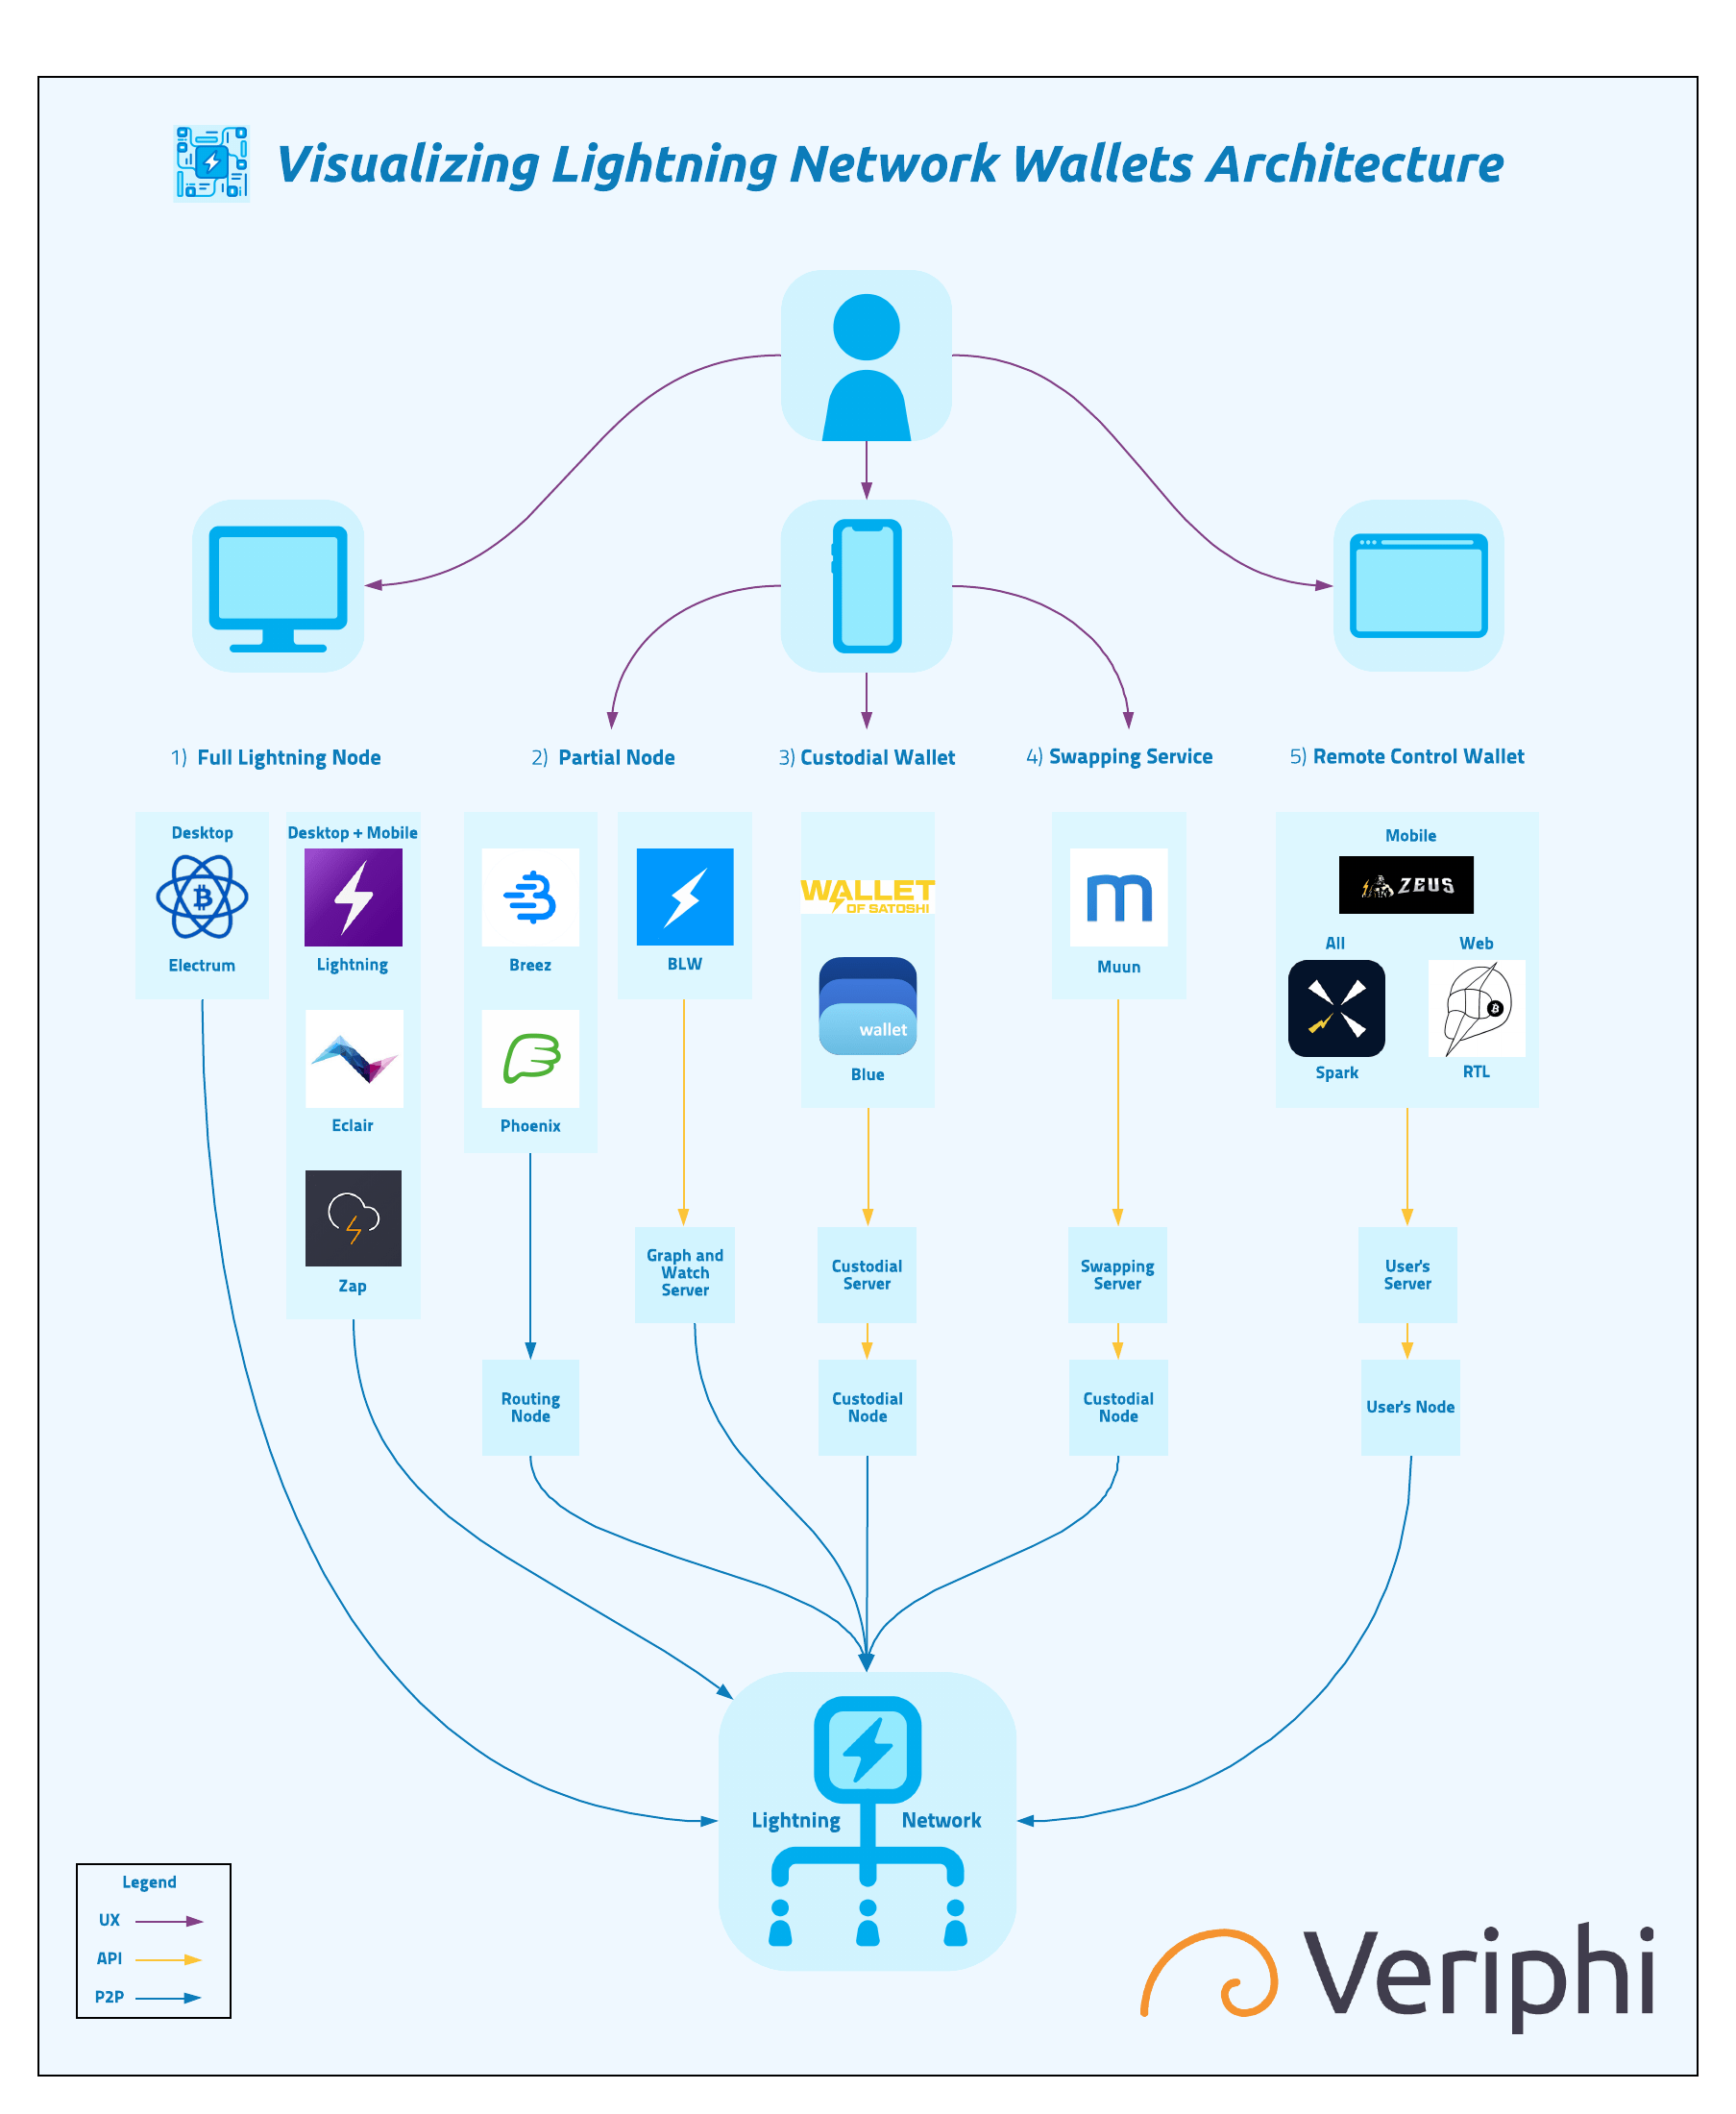 Visualizing Lightning Network Wallets Architecture
1) Full Lightning Node
2) Partial Node
3) Custodial Wallet
4) Swapping Service
5) Remote Control Wallet
Desktop
Electrum
Desktop + Mobile
Lightning
Eclair
Zap
Breez
Phoenix
BLW
WALLET
OF SATOSHI
wallet
Blue
m
Muun
Mobile
ZEUS
All
Spark
Web
RTL
Graph and
Watch
Server
Custodial
Server
Swapping
Server
User's
Server
Routing
Node
Custodial
Node
Custodial
Node
User's Node
Lightning Network
Legend
UX
API
P2P
Veriphi